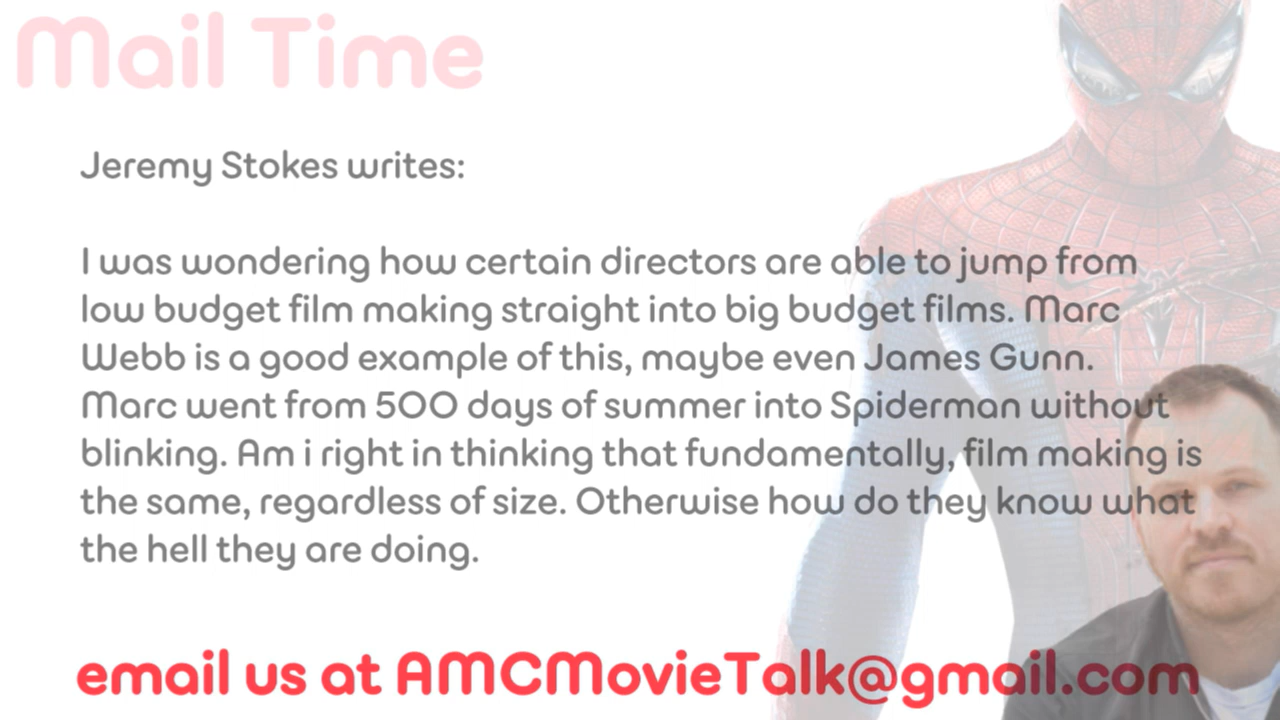 Mail Time
Jeremy Stokes writes:
I was wondering how certain directors are able to jump from
low budget film making straight into big budget films. Marc
Webb is a good example of this, maybe even James Gunn.
Marc went from 500 days of summer into Spiderman without
blinking. Am i right in thinking that fundamentally, film making is
the same, regardless of size. Otherwise how do they know what
the hell they are doing.
email us at AMCMovieTalk@gmail.com